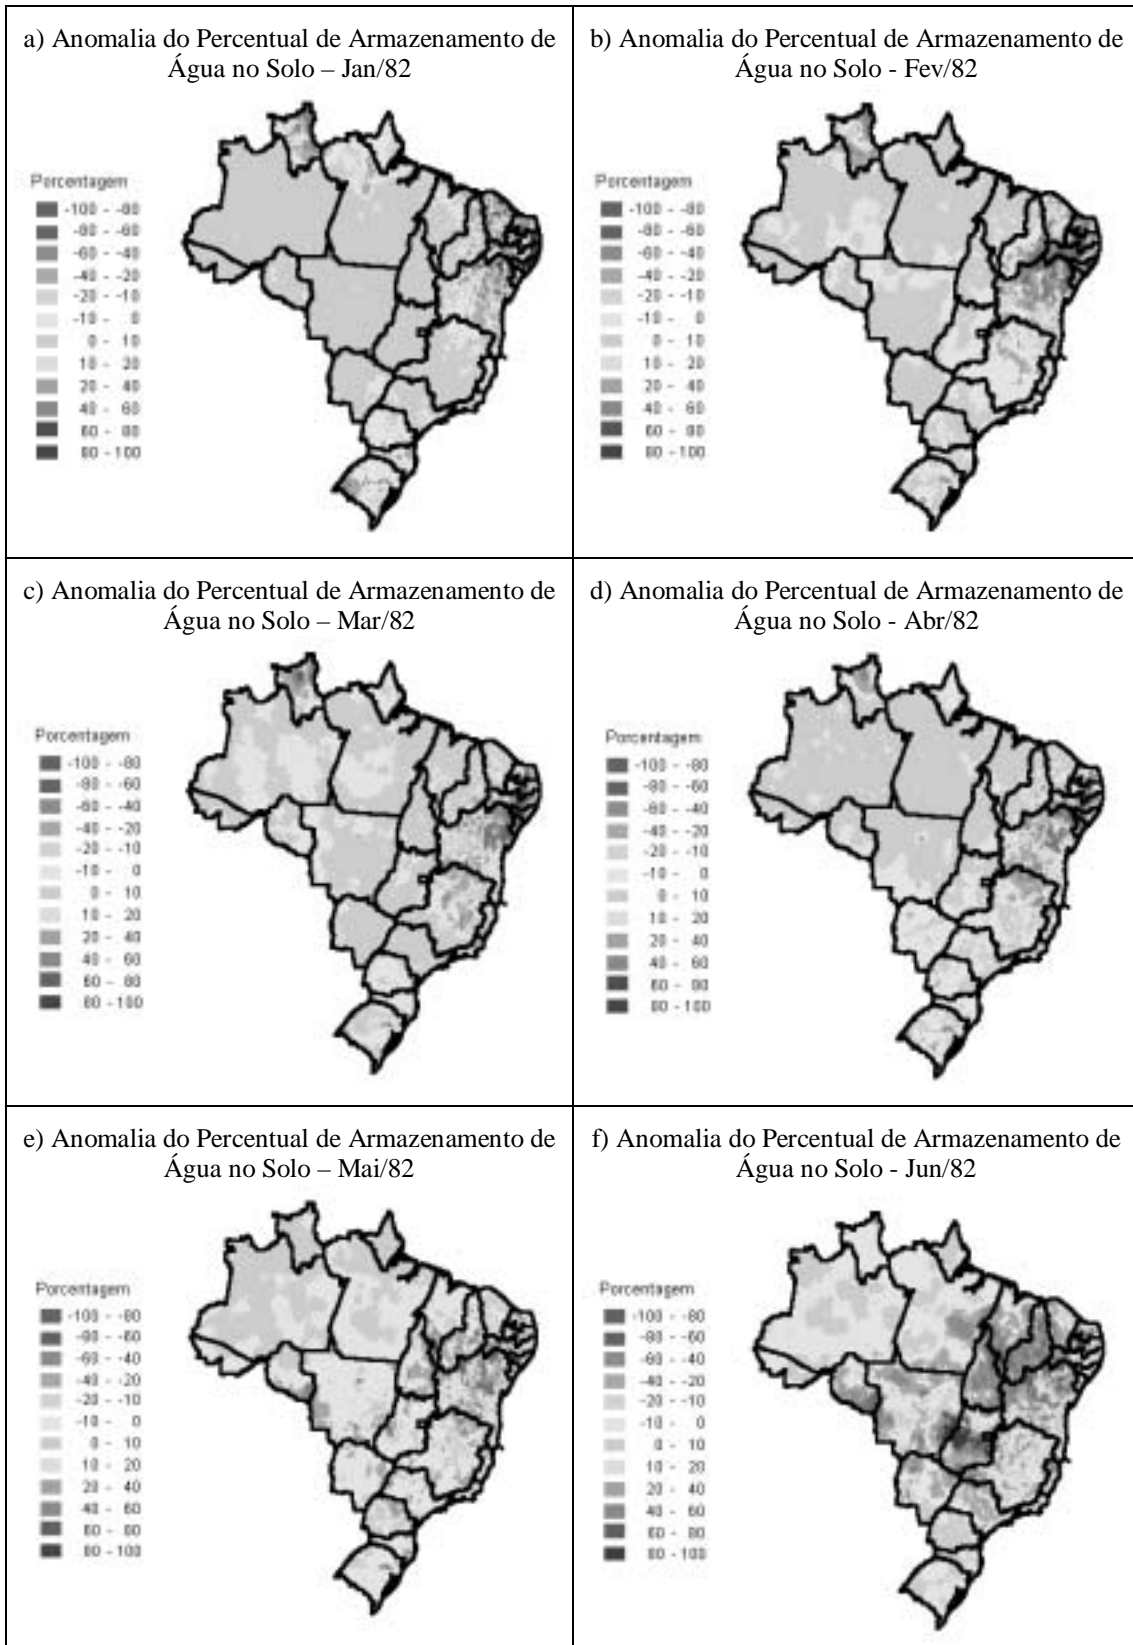 a) Anomalia do Percentual de Armazenamento de
Água no Solo – Jan/82
Porcentagem
-100 - -80
-80 - -60
-60 - -40
-40 - -20
-20 - -10
-10 - 0
0 - 10
10 - 20
20 - 40
40 - 60
60 - 80
80 - 100
b) Anomalia do Percentual de Armazenamento de
Água no Solo - Fev/82
Porcentagem
-100 - -80
-80 - -60
-60 - -40
-40 - -20
-20 - -10
-10 - 0
0 - 10
10 - 20
20 - 40
40 - 60
60 - 80
80 - 100
c) Anomalia do Percentual de Armazenamento de
Água no Solo – Mar/82
Porcentagem
-100 - -80
-80 - -60
-60 - -40
-40 - -20
-20 - -10
-10 - 0
0 - 10
10 - 20
20 - 40
40 - 60
60 - 80
80 - 100
d) Anomalia do Percentual de Armazenamento de
Água no Solo - Abr/82
Porcentagem
-100 - -80
-80 - -60
-60 - -40
-40 - -20
-20 - -10
-10 - 0
0 - 10
10 - 20
20 - 40
40 - 60
60 - 80
80 - 100
e) Anomalia do Percentual de Armazenamento de
Água no Solo – Mai/82
Porcentagem
-100 - -80
-80 - -60
-60 - -40
-40 - -20
-20 - -10
-10 - 0
0 - 10
10 - 20
20 - 40
40 - 60
60 - 80
80 - 100
f) Anomalia do Percentual de Armazenamento de
Água no Solo - Jun/82
Porcentagem
-100 - -80
-80 - -60
-60 - -40
-40 - -20
-20 - -10
-10 - 0
0 - 10
10 - 20
20 - 40
40 - 60
60 - 80
80 - 100